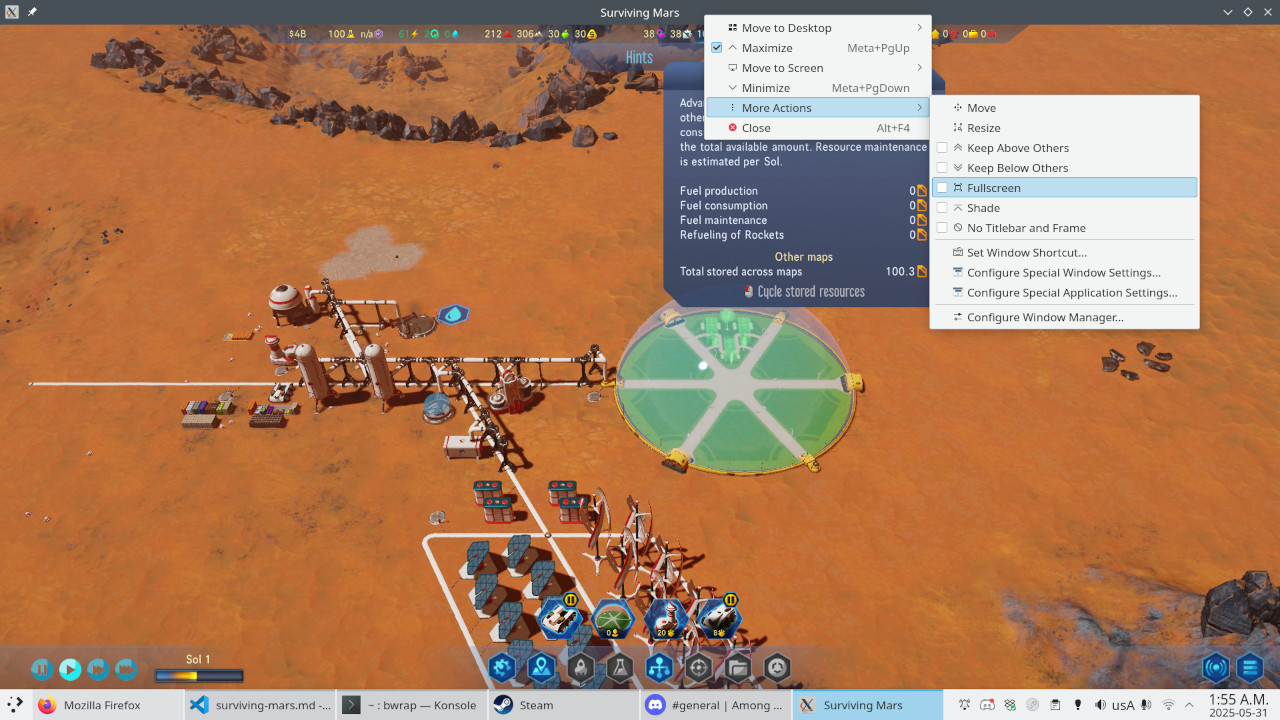 Surviving Mars
$4B 100 n/a 61 2 0 212 306 30 30 38 38
0 0 0
Hints
Move to Desktop
Maximize Meta+PgUp
Move to Screen
Minimize Meta+PgDown
More Actions
Close Alt+F4
Move
Resize
Keep Above Others
Keep Below Others
Fullscreen
Shade
No Titlebar and Frame
Set Window Shortcut...
Configure Special Window Settings...
Configure Special Application Settings...
Configure Window Manager...
the total available amount. Resource maintenance
is estimated per Sol.
Fuel production 0
Fuel consumption 0
Fuel maintenance 0
Refueling of Rockets 0
Other maps
Total stored across maps 100.3
Cycle stored resources
0 20 8
Sol 1
Mozilla Firefox
surviving-mars.md -...
~ : bwrap — Konsole
Steam
#general | Among ...
Surviving Mars
usA
1:55 A.M.
2025-05-31